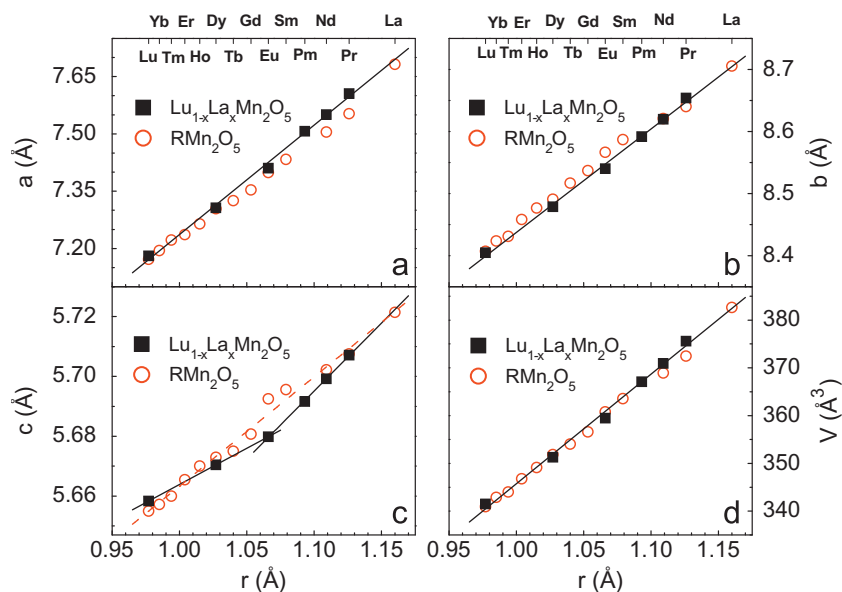 Yb Er Dy Gd Sm Nd La
Lu Tm Ho Tb Eu Pm Pr
7.65
7.50
7.35
7.20
a (Å)
Lu1-xLaxMn2O5
RMn2O5
a
Yb Er Dy Gd Sm Nd La
Lu Tm Ho Tb Eu Pm Pr
8.7
8.6
8.5
8.4
b (Å)
Lu1-xLaxMn2O5
RMn2O5
b
5.72
5.70
5.68
5.66
c (Å)
Lu1-xLaxMn2O5
RMn2O5
c
0.95 1.00 1.05 1.10 1.15
r (Å)
380
370
360
350
340
V (Å3)
Lu1-xLaxMn2O5
RMn2O5
d
0.95 1.00 1.05 1.10 1.15
r (Å)